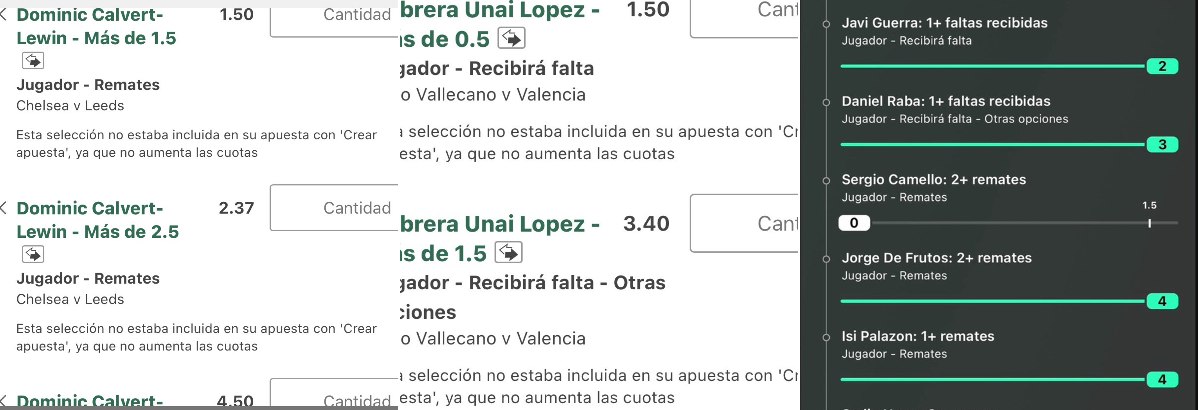 Dominic Calvert-
Lewin - Más de 1.5
1.50
Cantidad
Jugador - Remates
Chelsea v Leeds
Esta selección no estaba incluida en su apuesta con 'Crear
apuesta', ya que no aumenta las cuotas
Dominic Calvert-
Lewin - Más de 2.5
2.37
Cantidad
Jugador - Remates
Chelsea v Leeds
Esta selección no estaba incluida en su apuesta con 'Crear
apuesta', ya que no aumenta las cuotas
Dominic Calvert-
4.50
Cantidad
brera Unai Lopez -
as de 0.5
1.50
Cant
gador - Recibirá falta
o Vallecano v Valencia
a selección no estaba incluida en su apuesta con 'Cr
esta', ya que no aumenta las cuotas
brera Unai Lopez -
as de 1.5
3.40
Cant
gador - Recibirá falta - Otras
ciones
o Vallecano v Valencia
a selección no estaba incluida en su apuesta con 'Cr
esta', ya que no aumenta las cuotas
Javi Guerra: 1+ faltas recibidas
Jugador - Recibirá falta
2
Daniel Raba: 1+ faltas recibidas
Jugador - Recibirá falta - Otras opciones
3
Sergio Camello: 2+ remates
Jugador - Remates
1.5
0
Jorge De Frutos: 2+ remates
Jugador - Remates
4
Isi Palazon: 1+ remates
Jugador - Remates
4